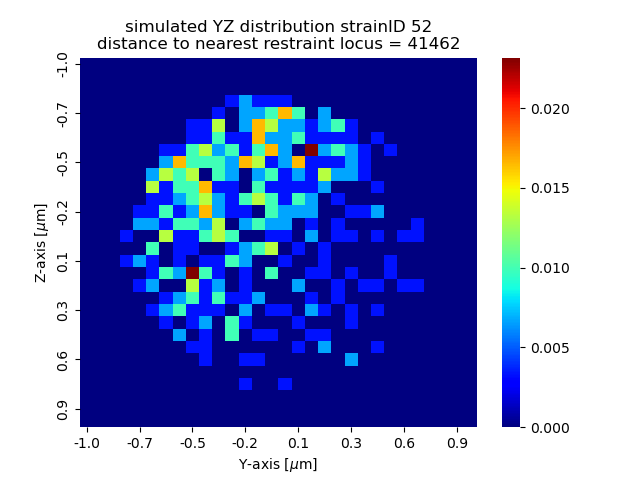 simulated YZ distribution strainID 52
distance to nearest restraint locus = 41462
Z-axis [μm]
-1.0
-0.7
-0.5
-0.2
0.1
0.3
0.6
0.9
-1.0 -0.7 -0.5 -0.2 0.1 0.3 0.6 0.9
Y-axis [μm]
0.020
0.015
0.010
0.005
0.000